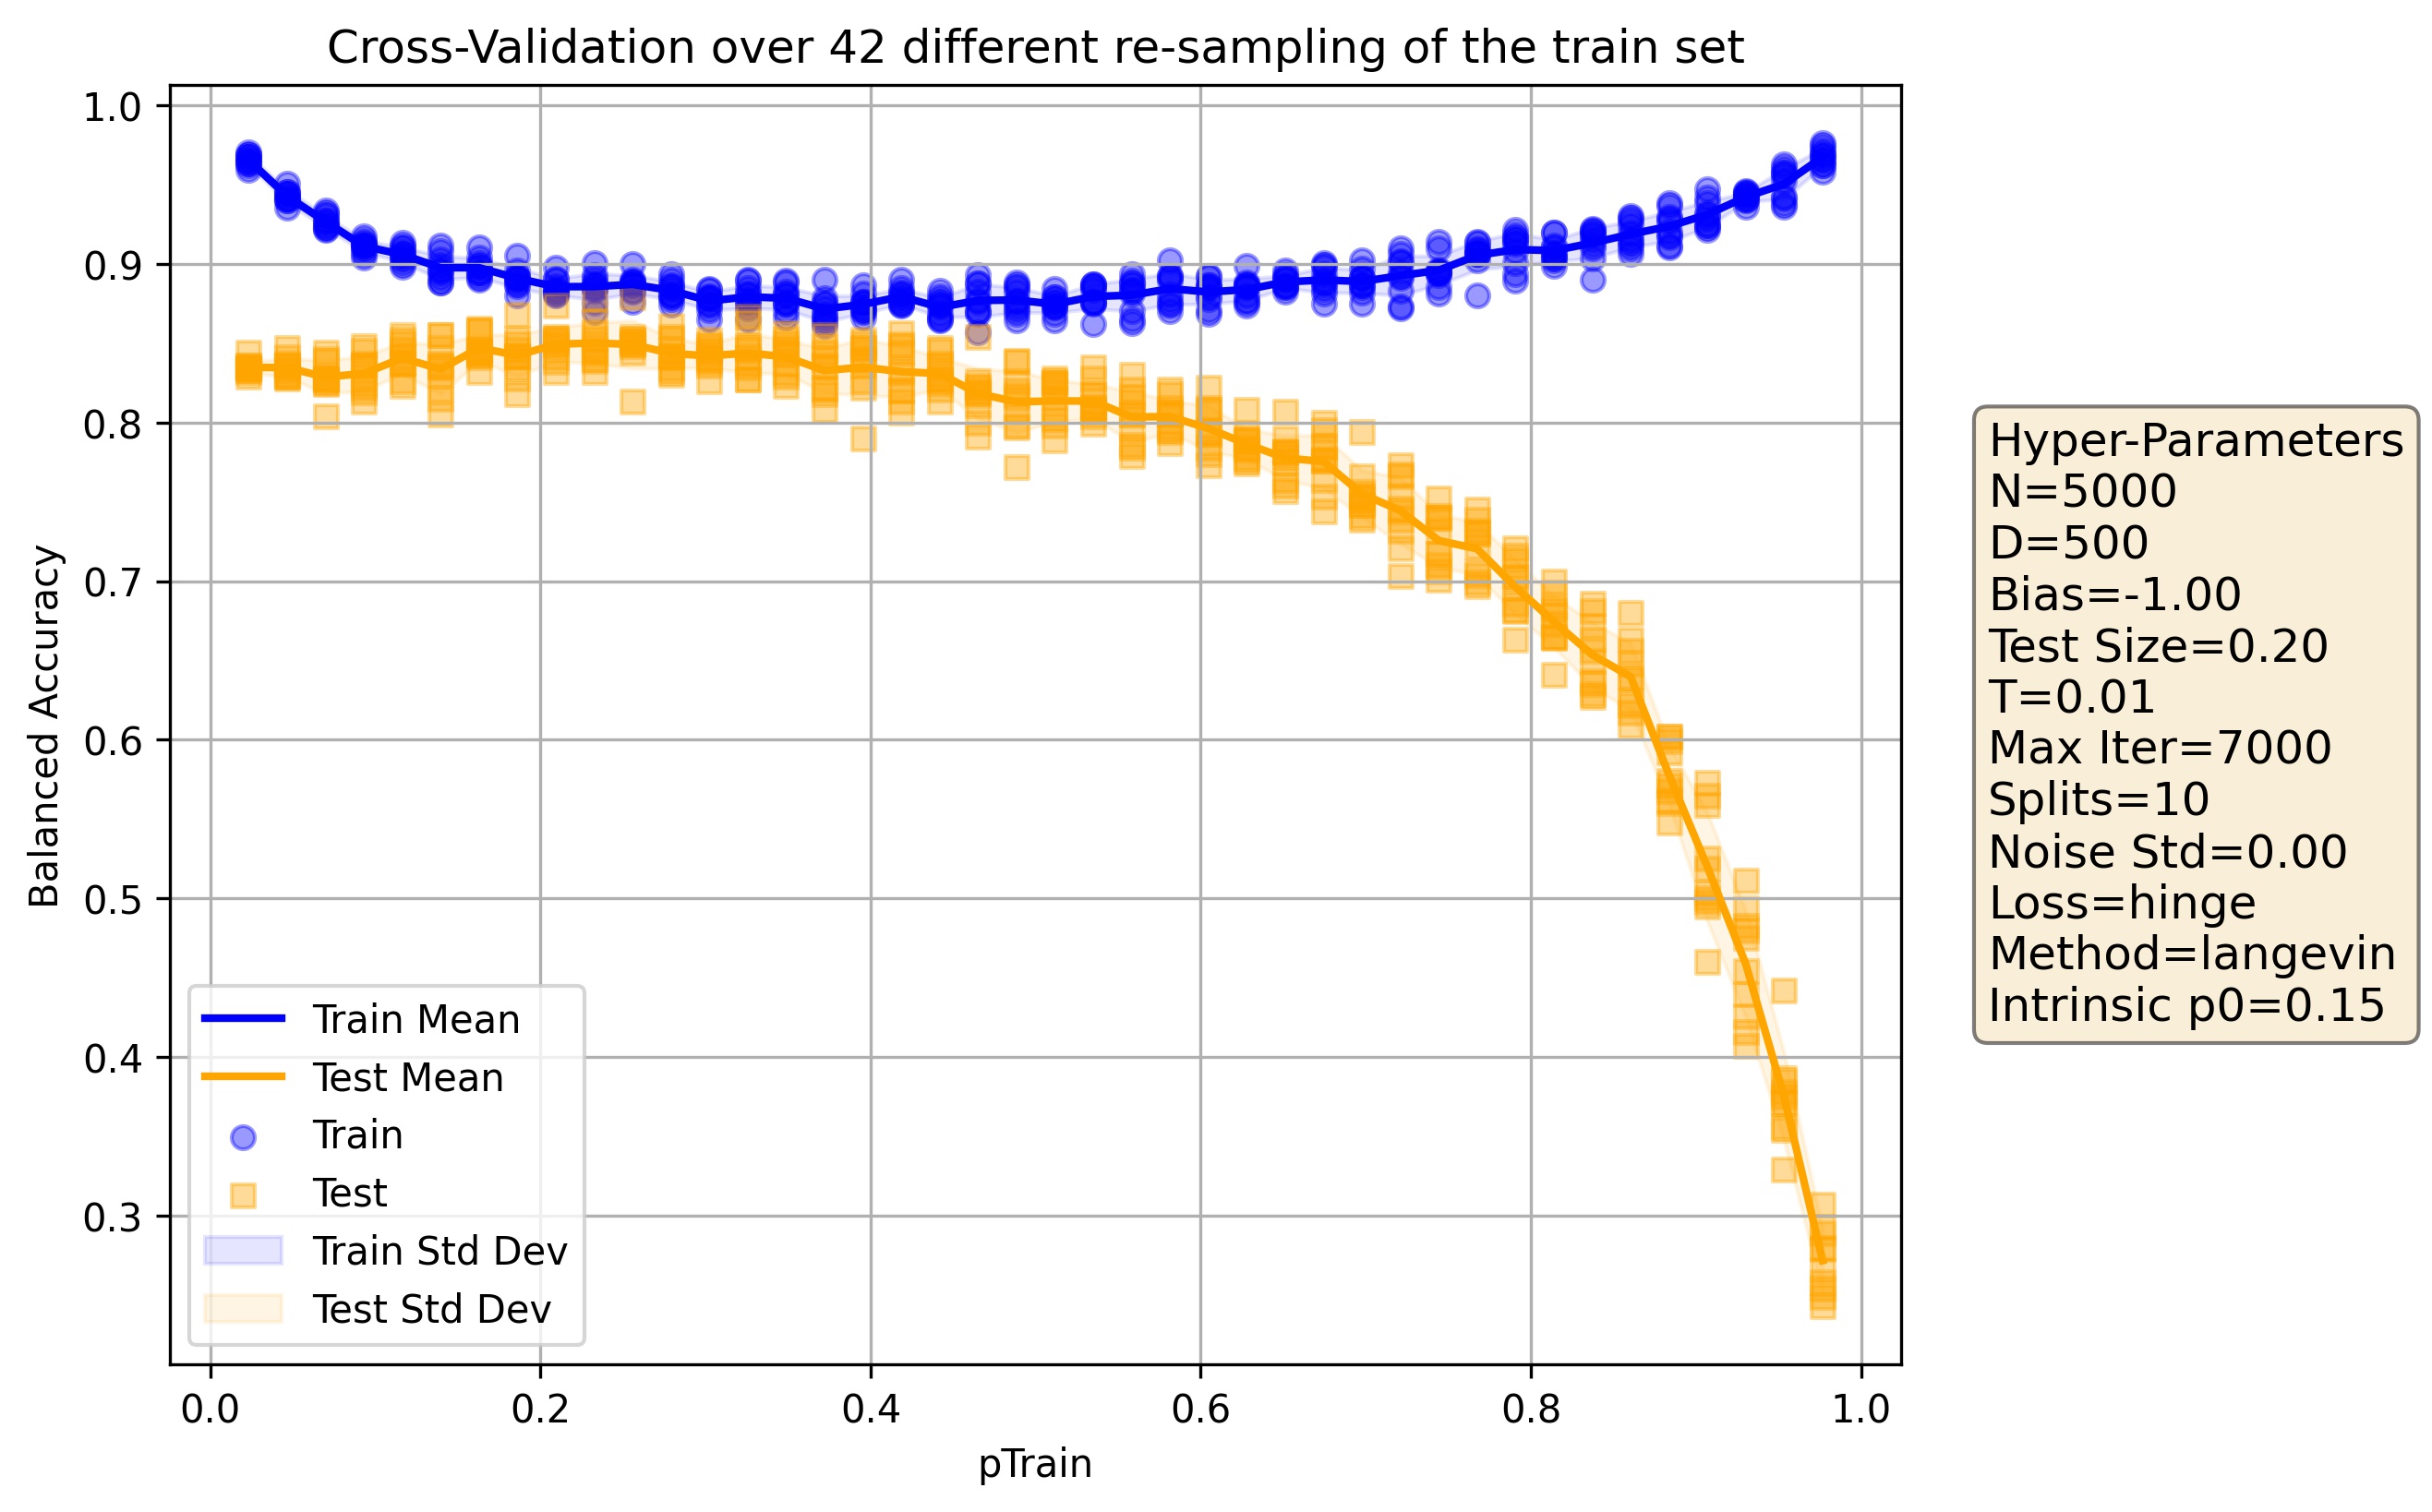 Cross-Validation over 42 different re-sampling of the train set
Balanced Accuracy
1.0
0.9
0.8
0.7
0.6
0.5
0.4
0.3
Train Mean
Test Mean
Train
Test
Train Std Dev
Test Std Dev
0.0 0.2 0.4 0.6 0.8 1.0
pTrain
Hyper-Parameters
N=5000
D=500
Bias=-1.00
Test Size=0.20
T=0.01
Max Iter=7000
Splits=10
Noise Std=0.00
Loss=hinge
Method=langevin
Intrinsic p0=0.15